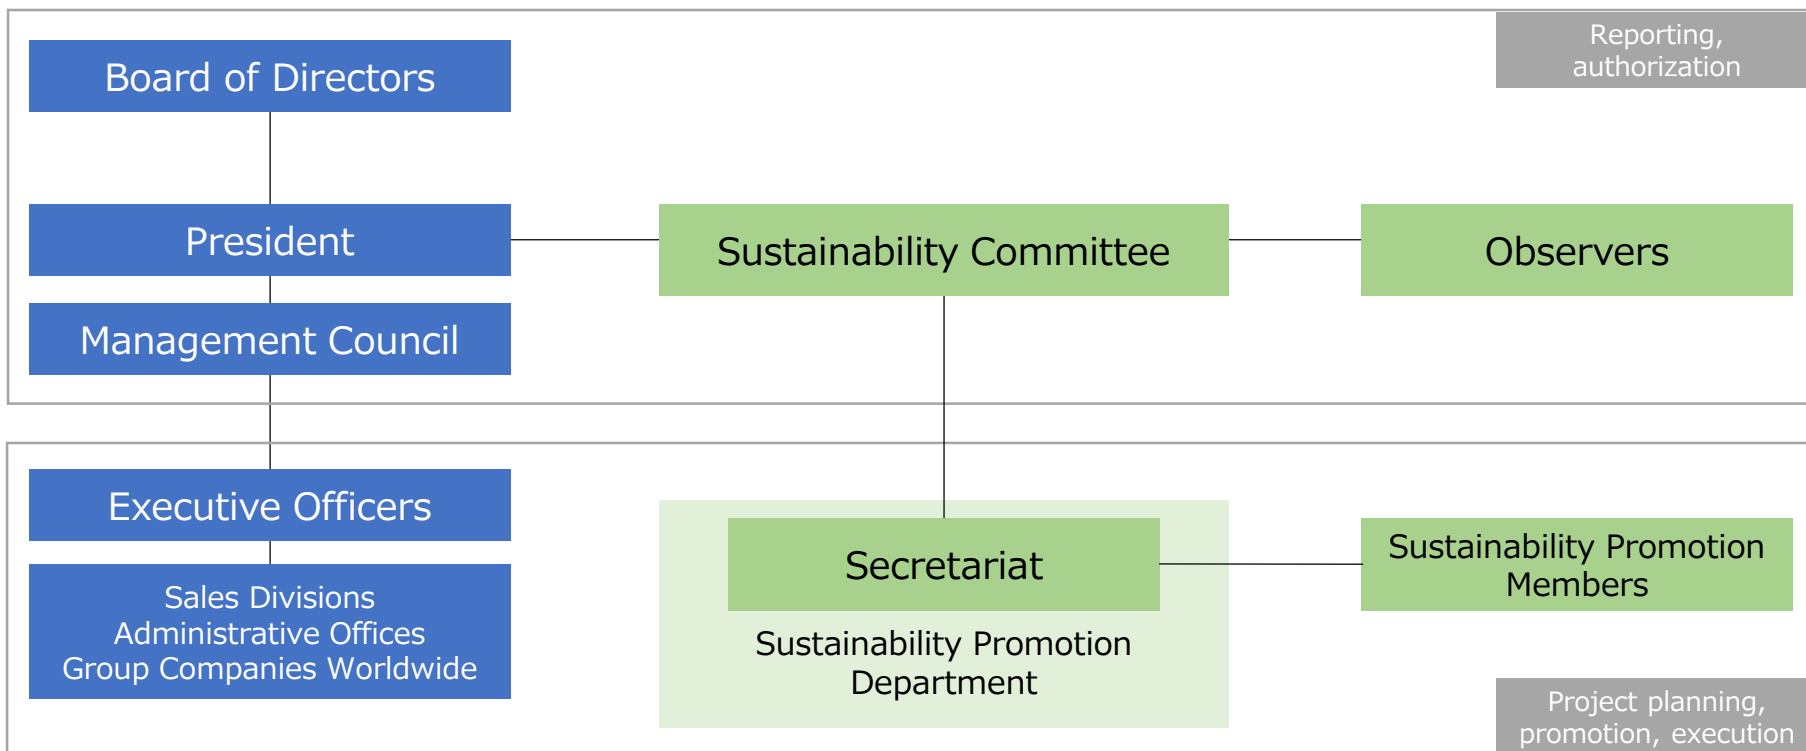 Reporting,
authorization
Board of Directors
President
Sustainability Committee
Observers
Management Council
Executive Officers
Secretariat
Sustainability Promotion
Members
Sales Divisions
Administrative Offices
Group Companies Worldwide
Sustainability Promotion
Department
Project planning,
promotion, execution